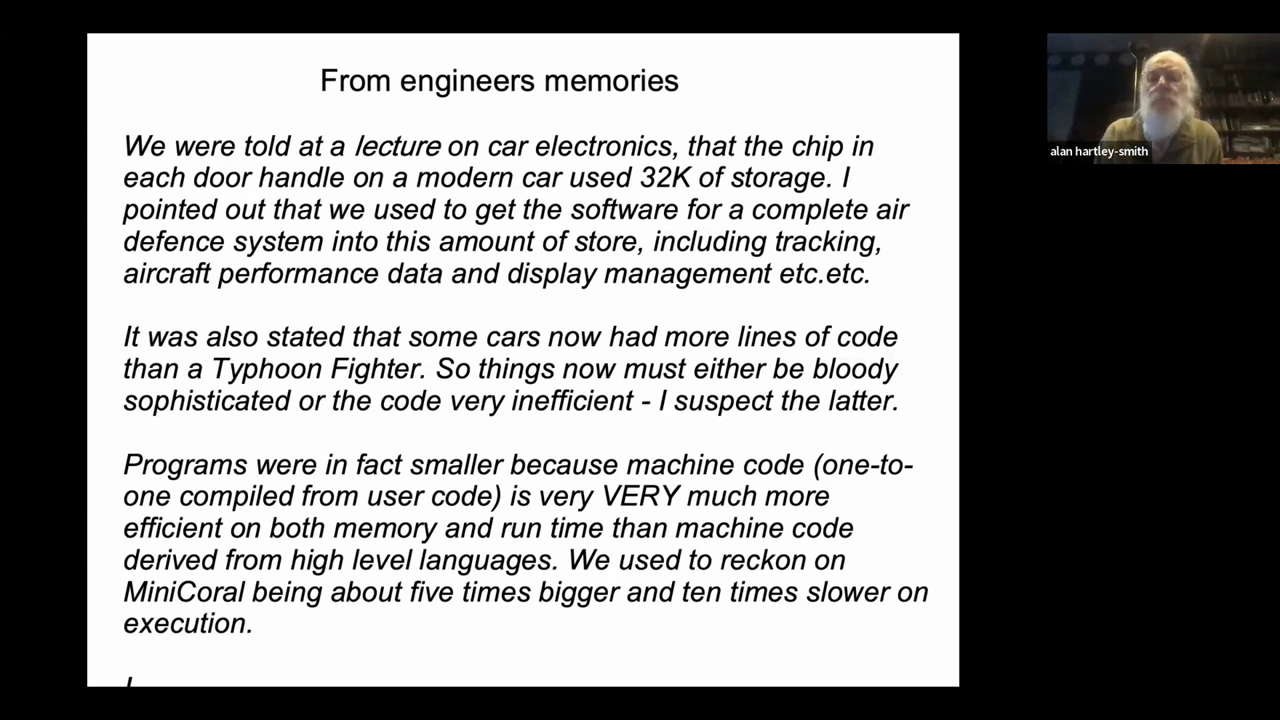 From engineers memories
We were told at a lecture on car electronics, that the chip in
each door handle on a modern car used 32K of storage. I
pointed out that we used to get the software for a complete air
defence system into this amount of store, including tracking,
aircraft performance data and display management etc.etc.
It was also stated that some cars now had more lines of code
than a Typhoon Fighter. So things now must either be bloody
sophisticated or the code very inefficient - I suspect the latter.
Programs were in fact smaller because machine code (one-to-
one compiled from user code) is very VERY much more
efficient on both memory and run time than machine code
derived from high level languages. We used to reckon on
MiniCoral being about five times bigger and ten times slower on
execution.
alan hartley-smith